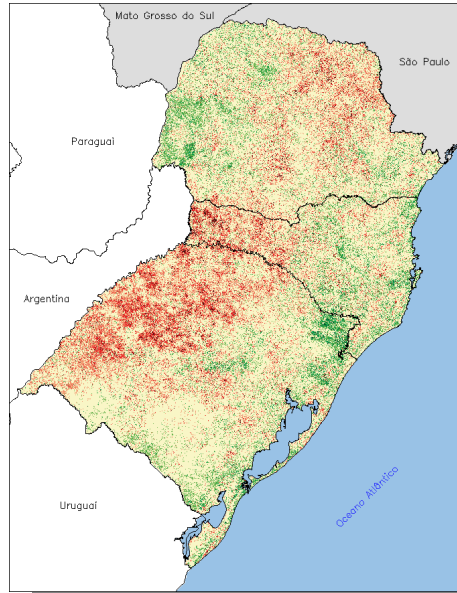 Mato Grosso do Sul
São Paulo
Paraguai
Argentina
Uruguai
Oceano Atlântico